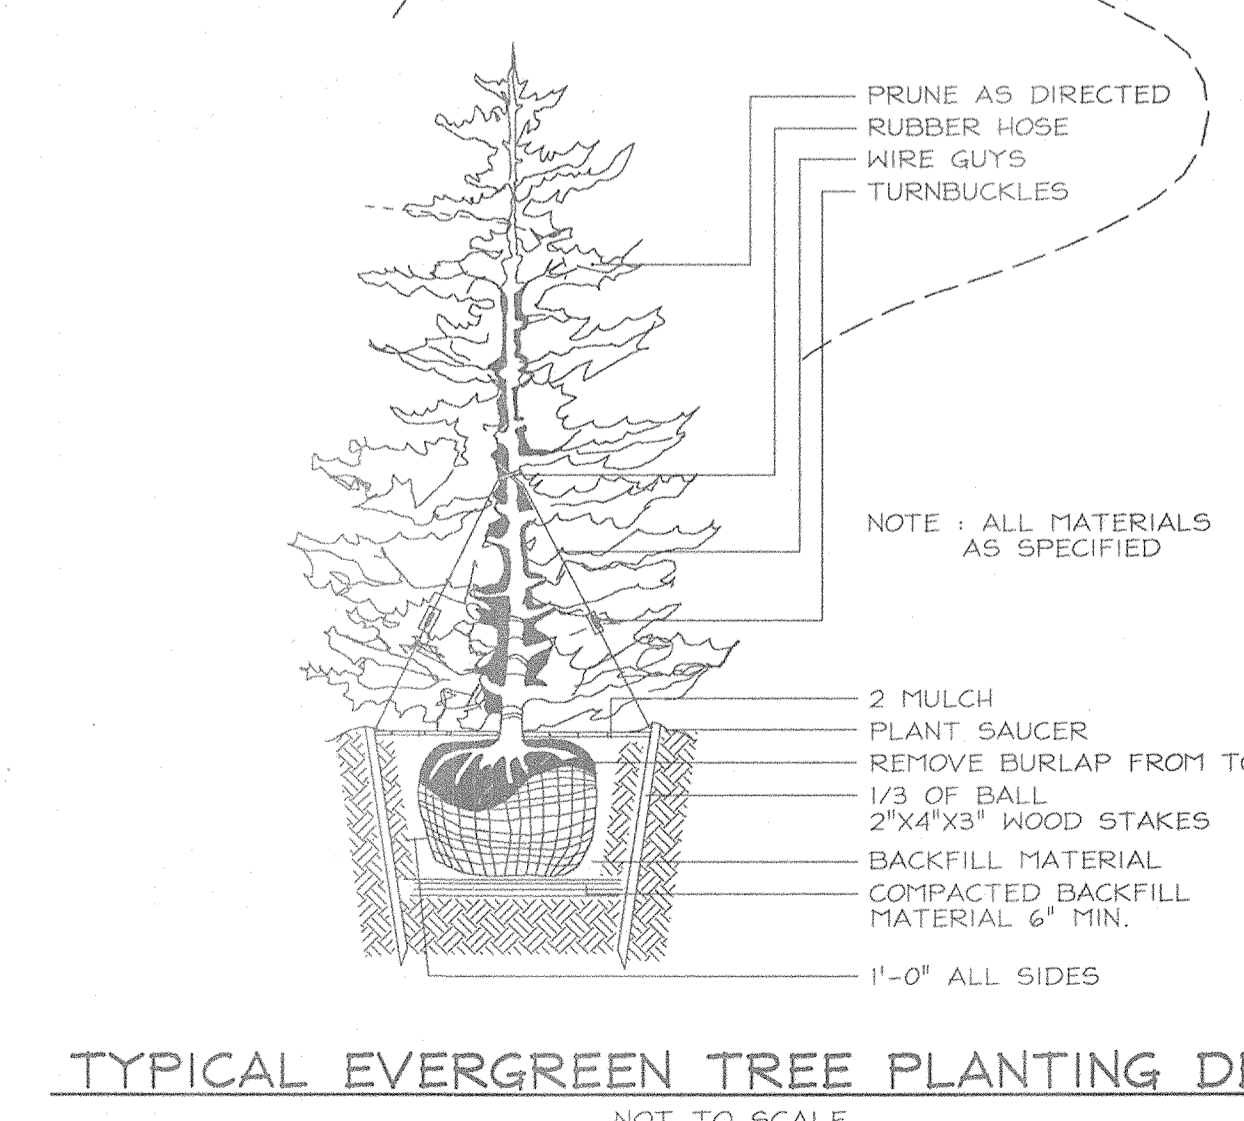 PRUNE AS DIRECTED
RUBBER HOSE
WIRE GUYS
TURNBUCKLES
NOTE : ALL MATERIALS
AS SPECIFIED
2 MULCH
PLANT SAUCER
REMOVE BURLAP FROM
1/3 OF BALL
2"X4"X3" WOOD STAKES
BACKFILL MATERIAL
COMPACTED BACKFILL
MATERIAL 6" MIN.
1'-0" ALL SIDES
TYPICAL EVERGREEN TREE PLANTING
NOT TO SCALE